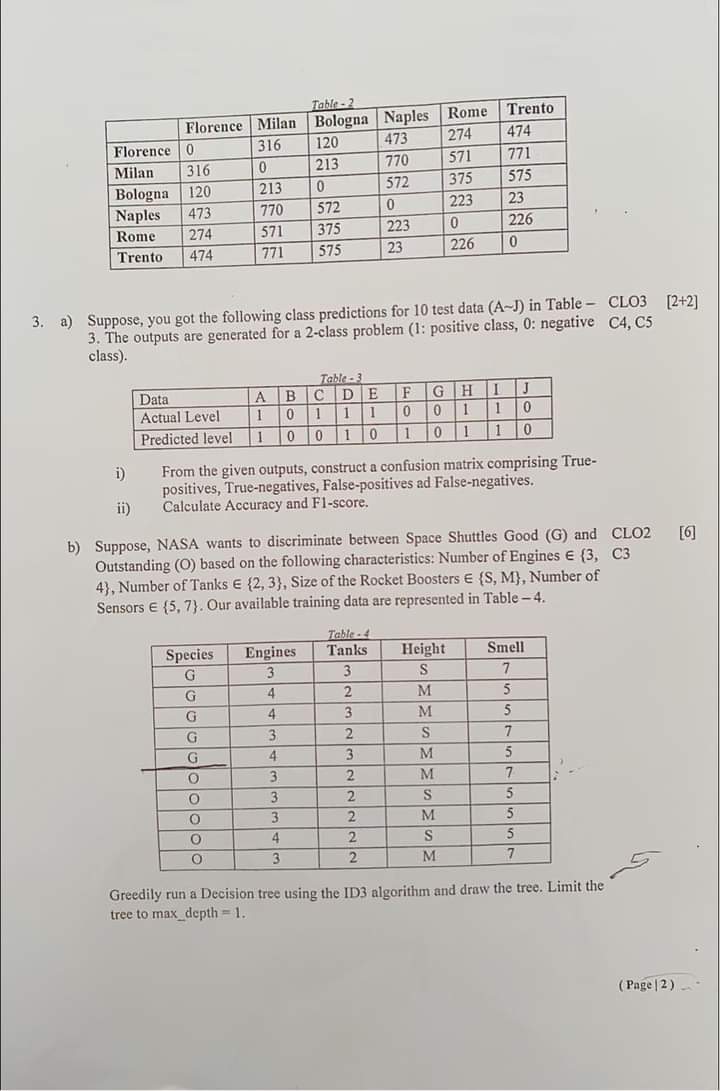 Table - 2
Florence Milan Bologna Naples Rome Trento
Florence 0 316 120 473 274 474
Milan 316 0 213 770 571 771
Bologna 120 213 0 572 375 575
Naples 473 770 572 0 223 23
Rome 274 571 375 223 0 226
Trento 474 771 575 23 226 0
3. a) Suppose, you got the following class predictions for 10 test data (A~J) in Table – CLO3 [2+2]
3. The outputs are generated for a 2-class problem (1: positive class, 0: negative C4, C5
class).
Table - 3
Data A B C D E F G H I J
Actual Level 1 0 1 1 1 0 0 1 1 0
Predicted level 1 0 0 1 0 1 0 1 1 0
i) From the given outputs, construct a confusion matrix comprising True-
positives, True-negatives, False-positives ad False-negatives.
ii) Calculate Accuracy and F1-score.
b) Suppose, NASA wants to discriminate between Space Shuttles Good (G) and CLO2 [6]
Outstanding (O) based on the following characteristics: Number of Engines ∈ {3, C3
4}, Number of Tanks ∈ {2, 3}, Size of the Rocket Boosters ∈ {S, M}, Number of
Sensors ∈ {5, 7}. Our available training data are represented in Table – 4.
Table - 4
Species Engines Tanks Height Smell
G 3 3 S 7
G 4 2 M 5
G 4 3 M 5
G 3 2 S 7
G 4 3 M 5
O 3 2 M 7
O 3 2 S 5
O 3 2 M 5
O 4 2 S 5
O 3 2 M 7
5
Greedily run a Decision tree using the ID3 algorithm and draw the tree. Limit the
tree to max_depth = 1.
( Page | 2 )